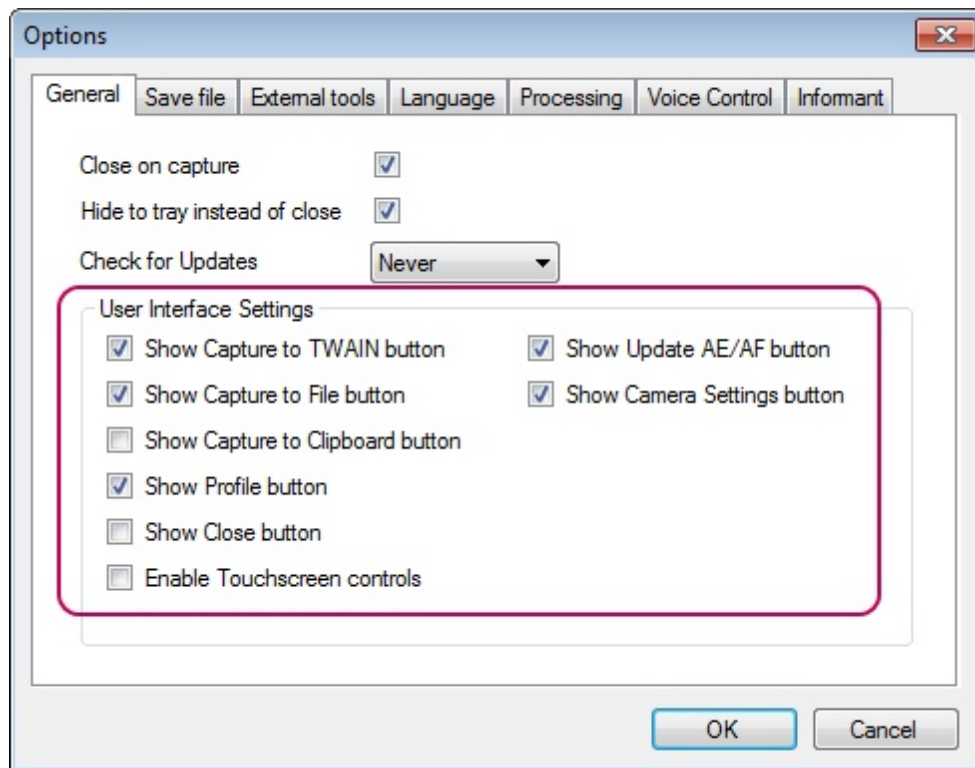 Options
General Save file External tools Language Processing Voice Control Informant
Close on capture
Hide to tray instead of close
Check for Updates Never
User Interface Settings
Show Capture to TWAIN button Show Update AE/AF button
Show Capture to File button Show Camera Settings button
Show Capture to Clipboard button
Show Profile button
Show Close button
Enable Touchscreen controls
OK Cancel